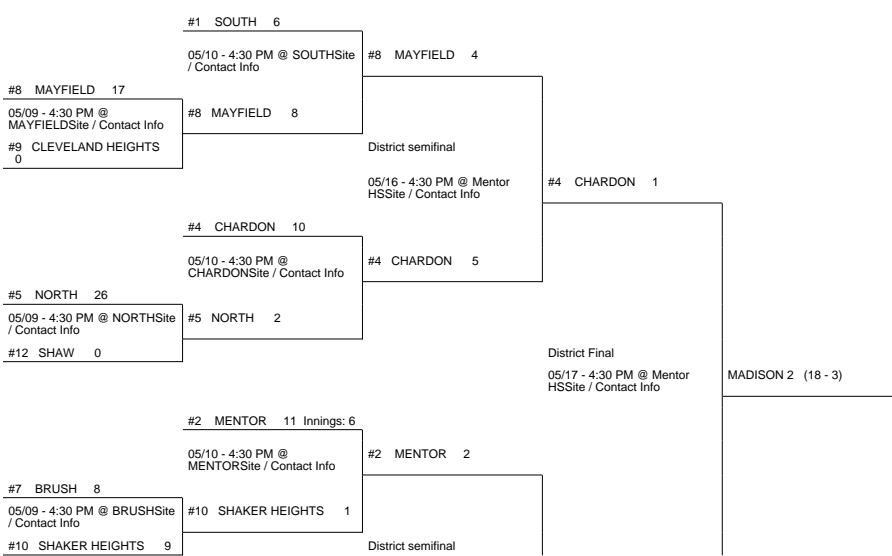 #1 SOUTH 6
05/10 - 4:30 PM @ SOUTHSite
/ Contact Info
#8 MAYFIELD 4
#8 MAYFIELD 17
05/09 - 4:30 PM @
MAYFIELDSite / Contact Info
#8 MAYFIELD 8
#9 CLEVELAND HEIGHTS
0
District semifinal
05/16 - 4:30 PM @ Mentor
HSSite / Contact Info
#4 CHARDON 1
#4 CHARDON 10
05/10 - 4:30 PM @
CHARDONSite / Contact Info
#4 CHARDON 5
#5 NORTH 26
05/09 - 4:30 PM @ NORTHSite
/ Contact Info
#5 NORTH 2
#12 SHAW 0
District Final
05/17 - 4:30 PM @ Mentor
HSSite / Contact Info
MADISON 2 (18 - 3)
#2 MENTOR 11 Innings: 6
05/10 - 4:30 PM @
MENTORSite / Contact Info
#2 MENTOR 2
#7 BRUSH 8
05/09 - 4:30 PM @ BRUSHSite
/ Contact Info
#10 SHAKER HEIGHTS 1
#10 SHAKER HEIGHTS 9
District semifinal